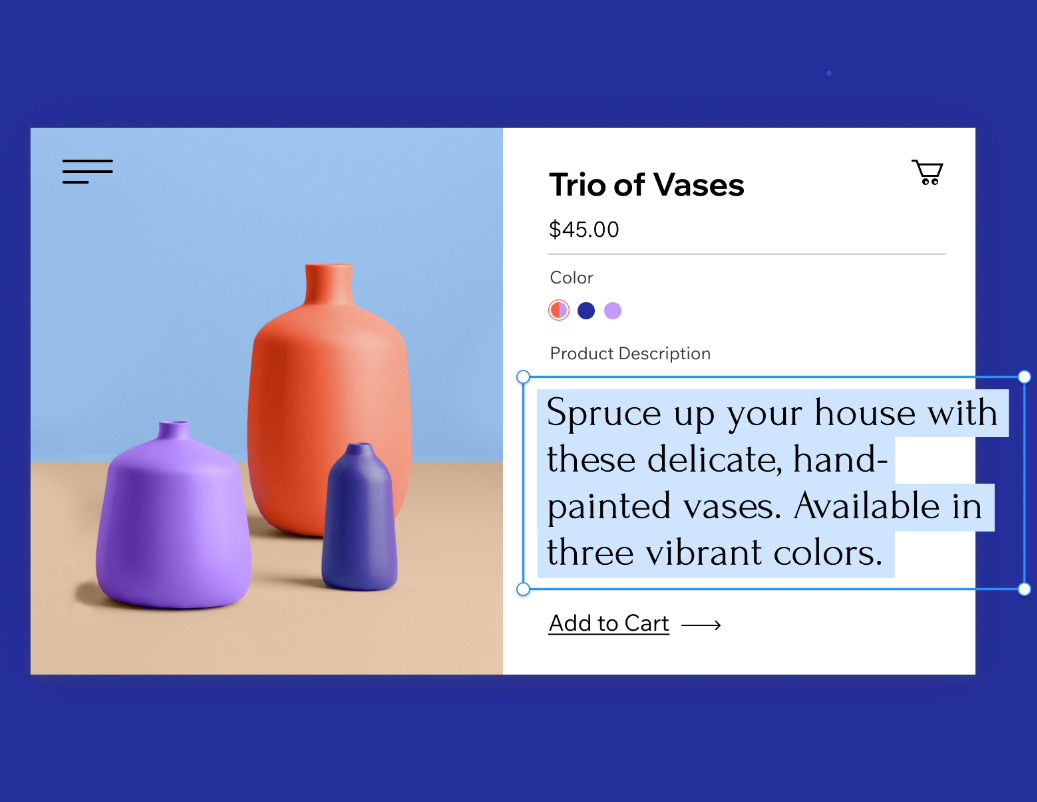 Trio of Vases
$45.00
Color
Product Description
Spruce up your house with
these delicate, hand-
painted vases. Available in
three vibrant colors.
Add to Cart